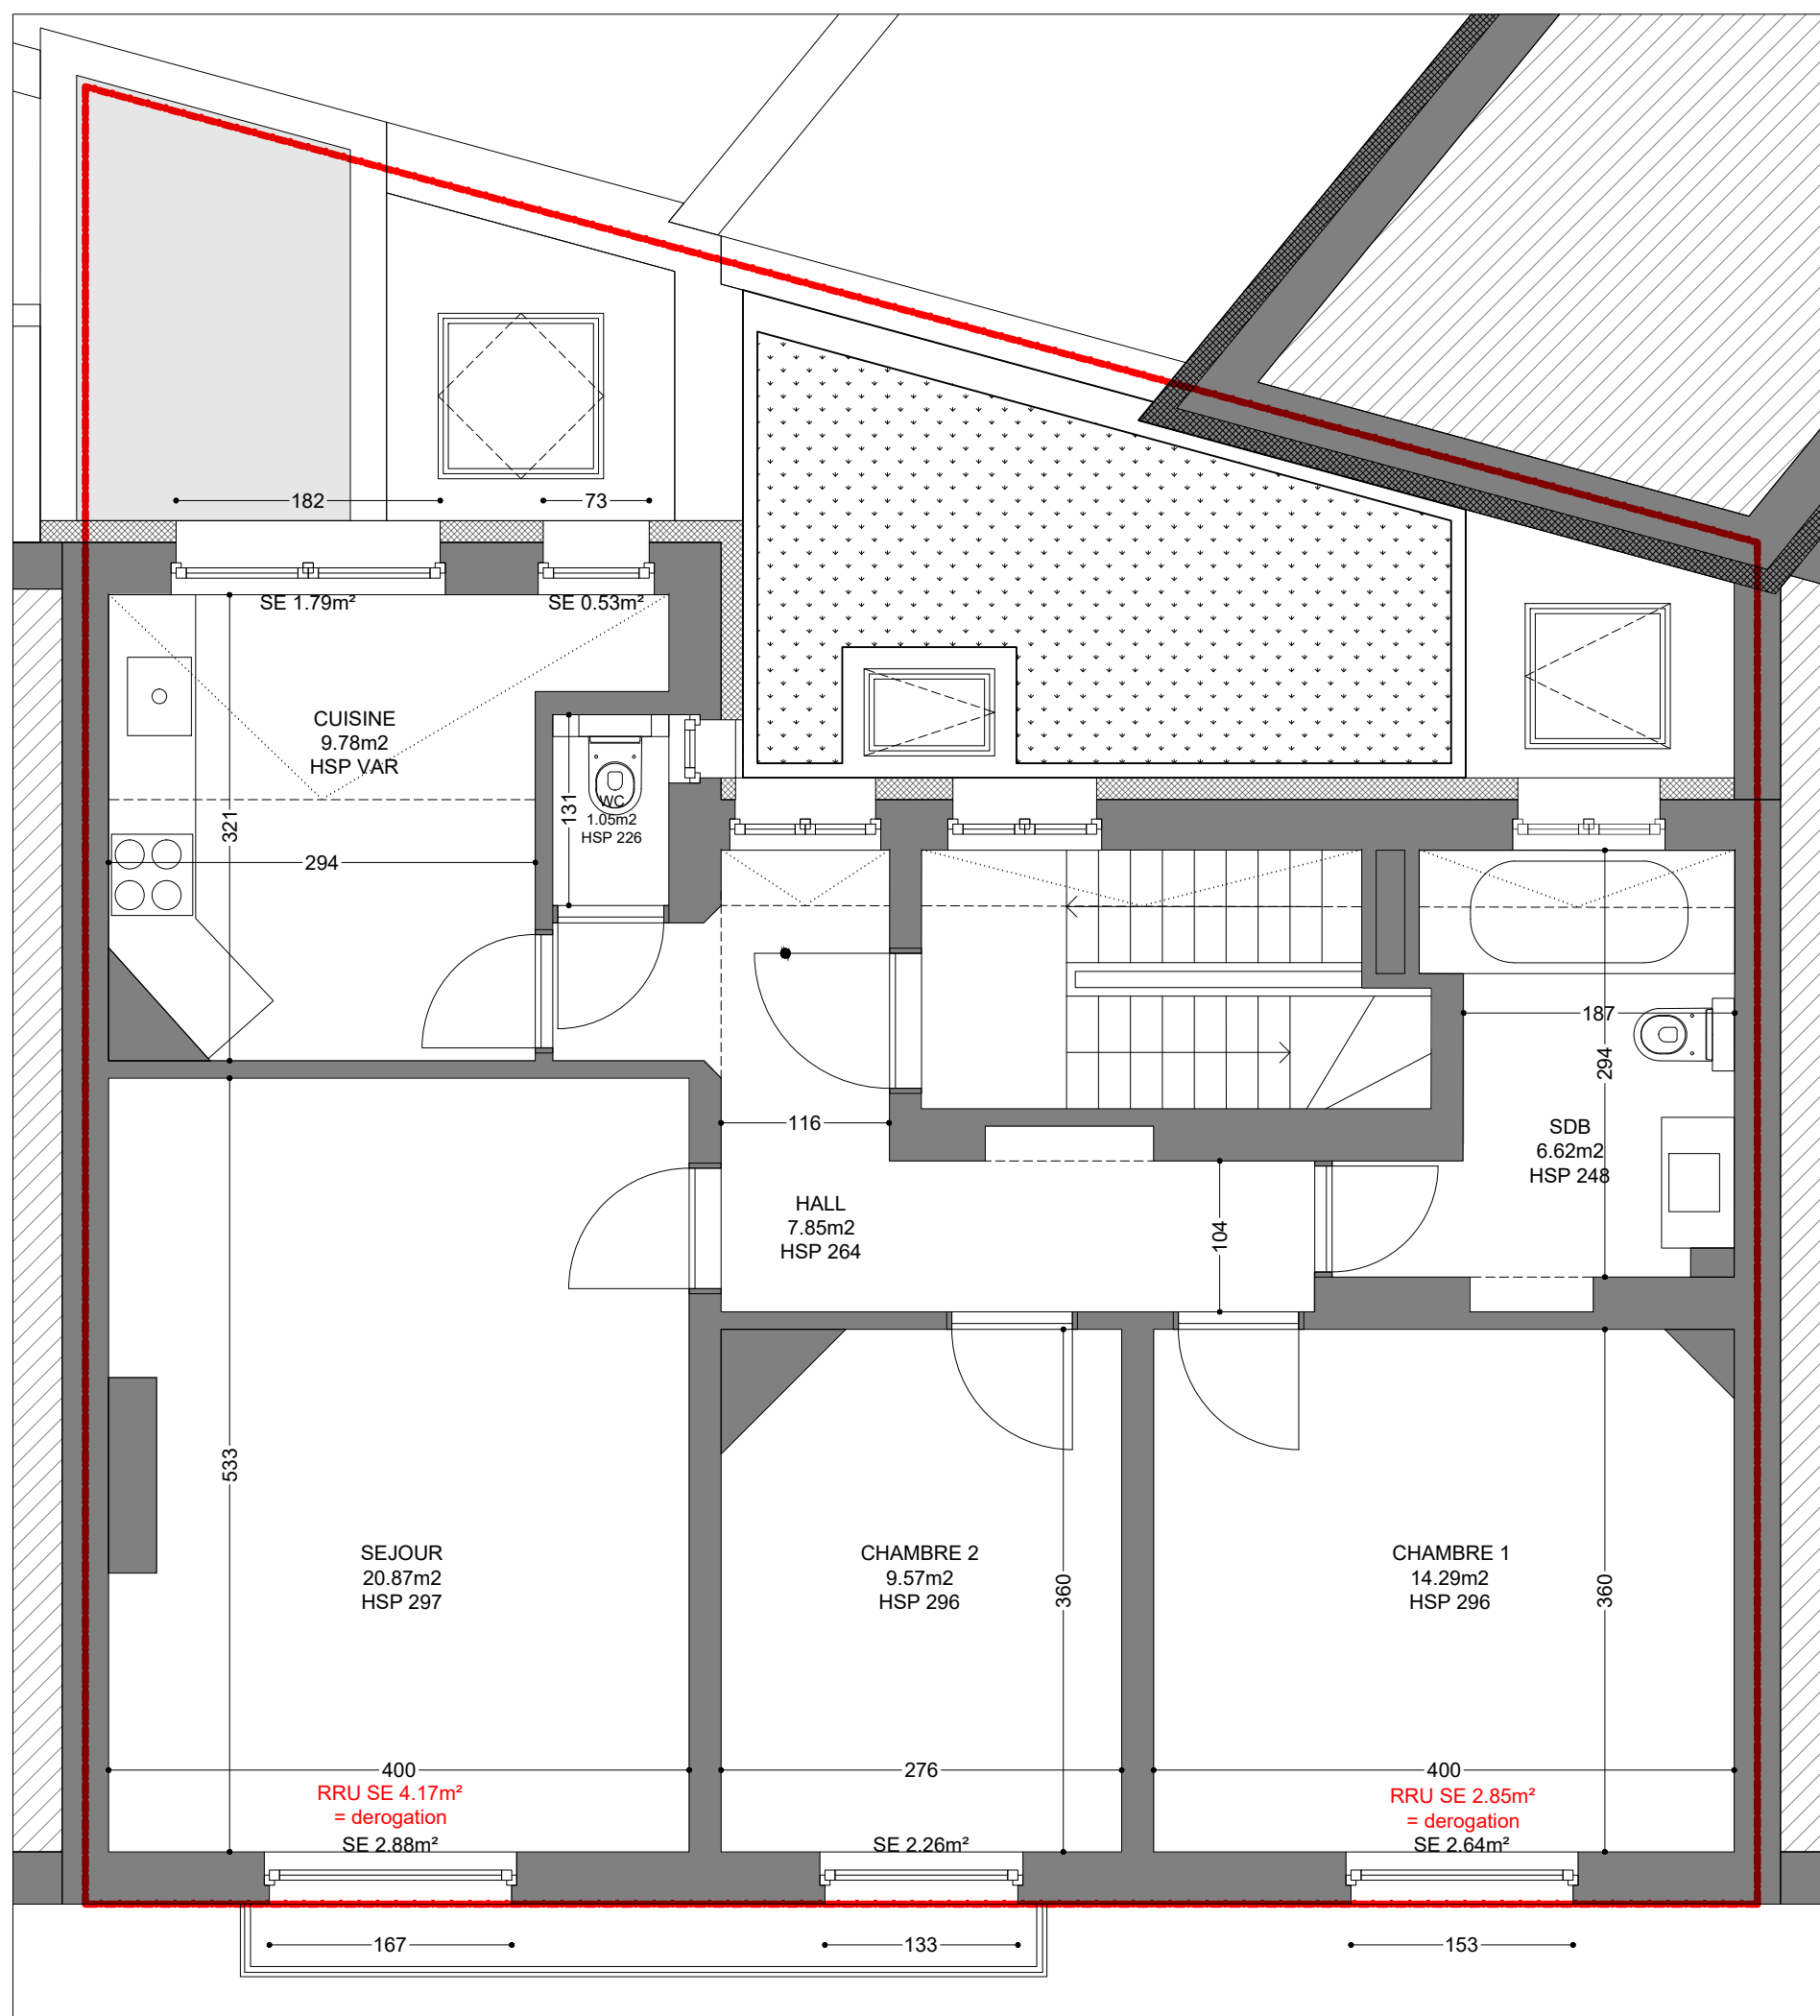 182
73
SE 1.79m²
SE 0.53m²
CUISINE
9.78m2
HSP VAR
321
294
131
WC
1.05m2
HSP 226
187
294
116
SDB
6.62m2
HSP 248
HALL
7.85m2
HSP 264
104
533
SEJOUR
20.87m2
HSP 297
CHAMBRE 2
9.57m2
HSP 296
360
CHAMBRE 1
14.29m2
HSP 296
360
400
RRU SE 4.17m²
= derogation
SE 2.88m²
276
SE 2.26m²
400
RRU SE 2.85m²
= derogation
SE 2.64m²
167
133
153